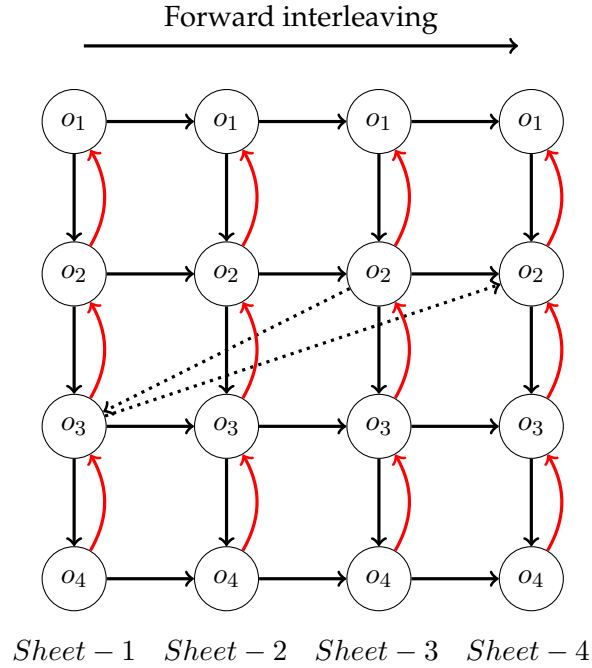 Forward interleaving
o₁ o₁ o₁ o₁
o₂ o₂ o₂ o₂
o₃ o₃ o₃ o₃
o₄ o₄ o₄ o₄
Sheet − 1 Sheet − 2 Sheet − 3 Sheet − 4